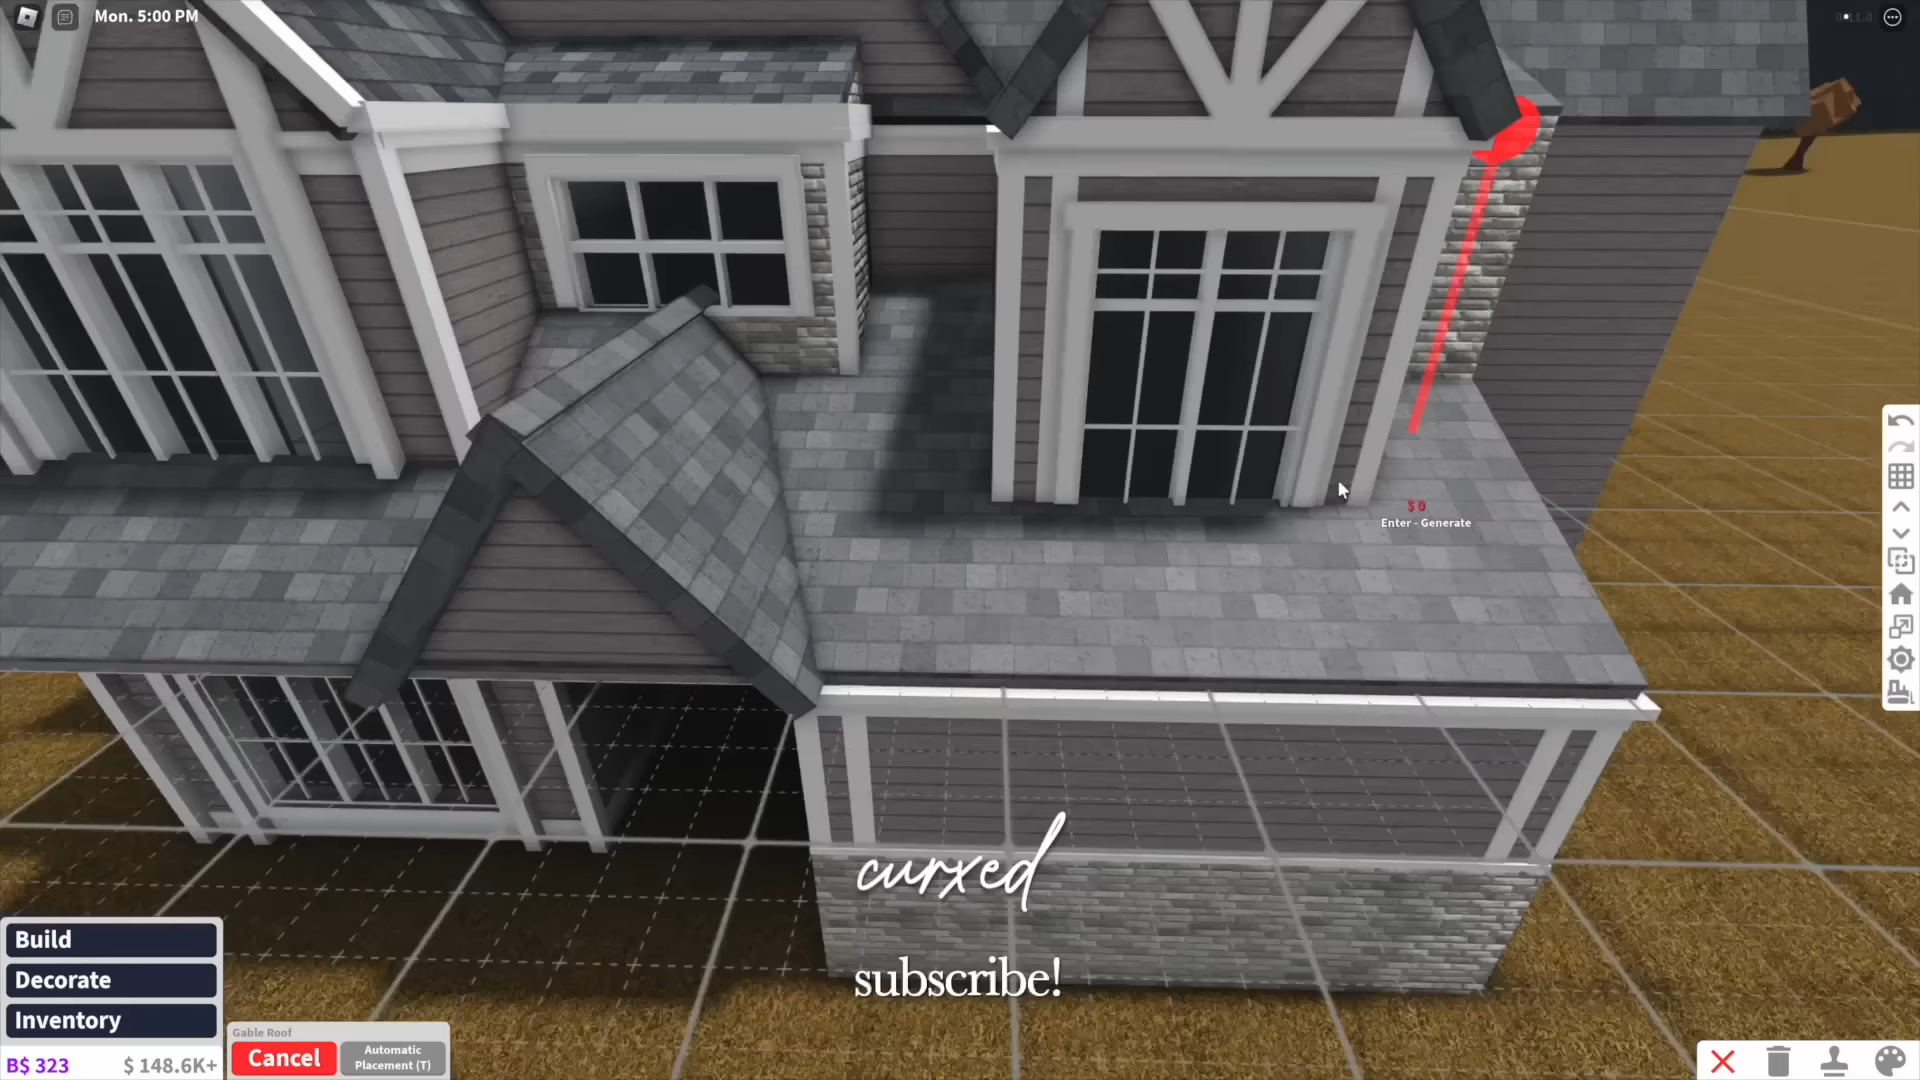 Mon. 5:00 PM
$ 0
Enter - Generate
curxed
subscribe!
Build
Decorate
Inventory
B$ 323
$ 148.6K+
Gable Roof
Cancel
Automatic
Placement (T)